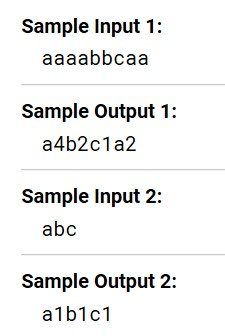 Sample Input 1:
aaaabbcaa
Sample Output 1:
a4b2c1a2
Sample Input 2:
abc
Sample Output 2:
a1b1c1